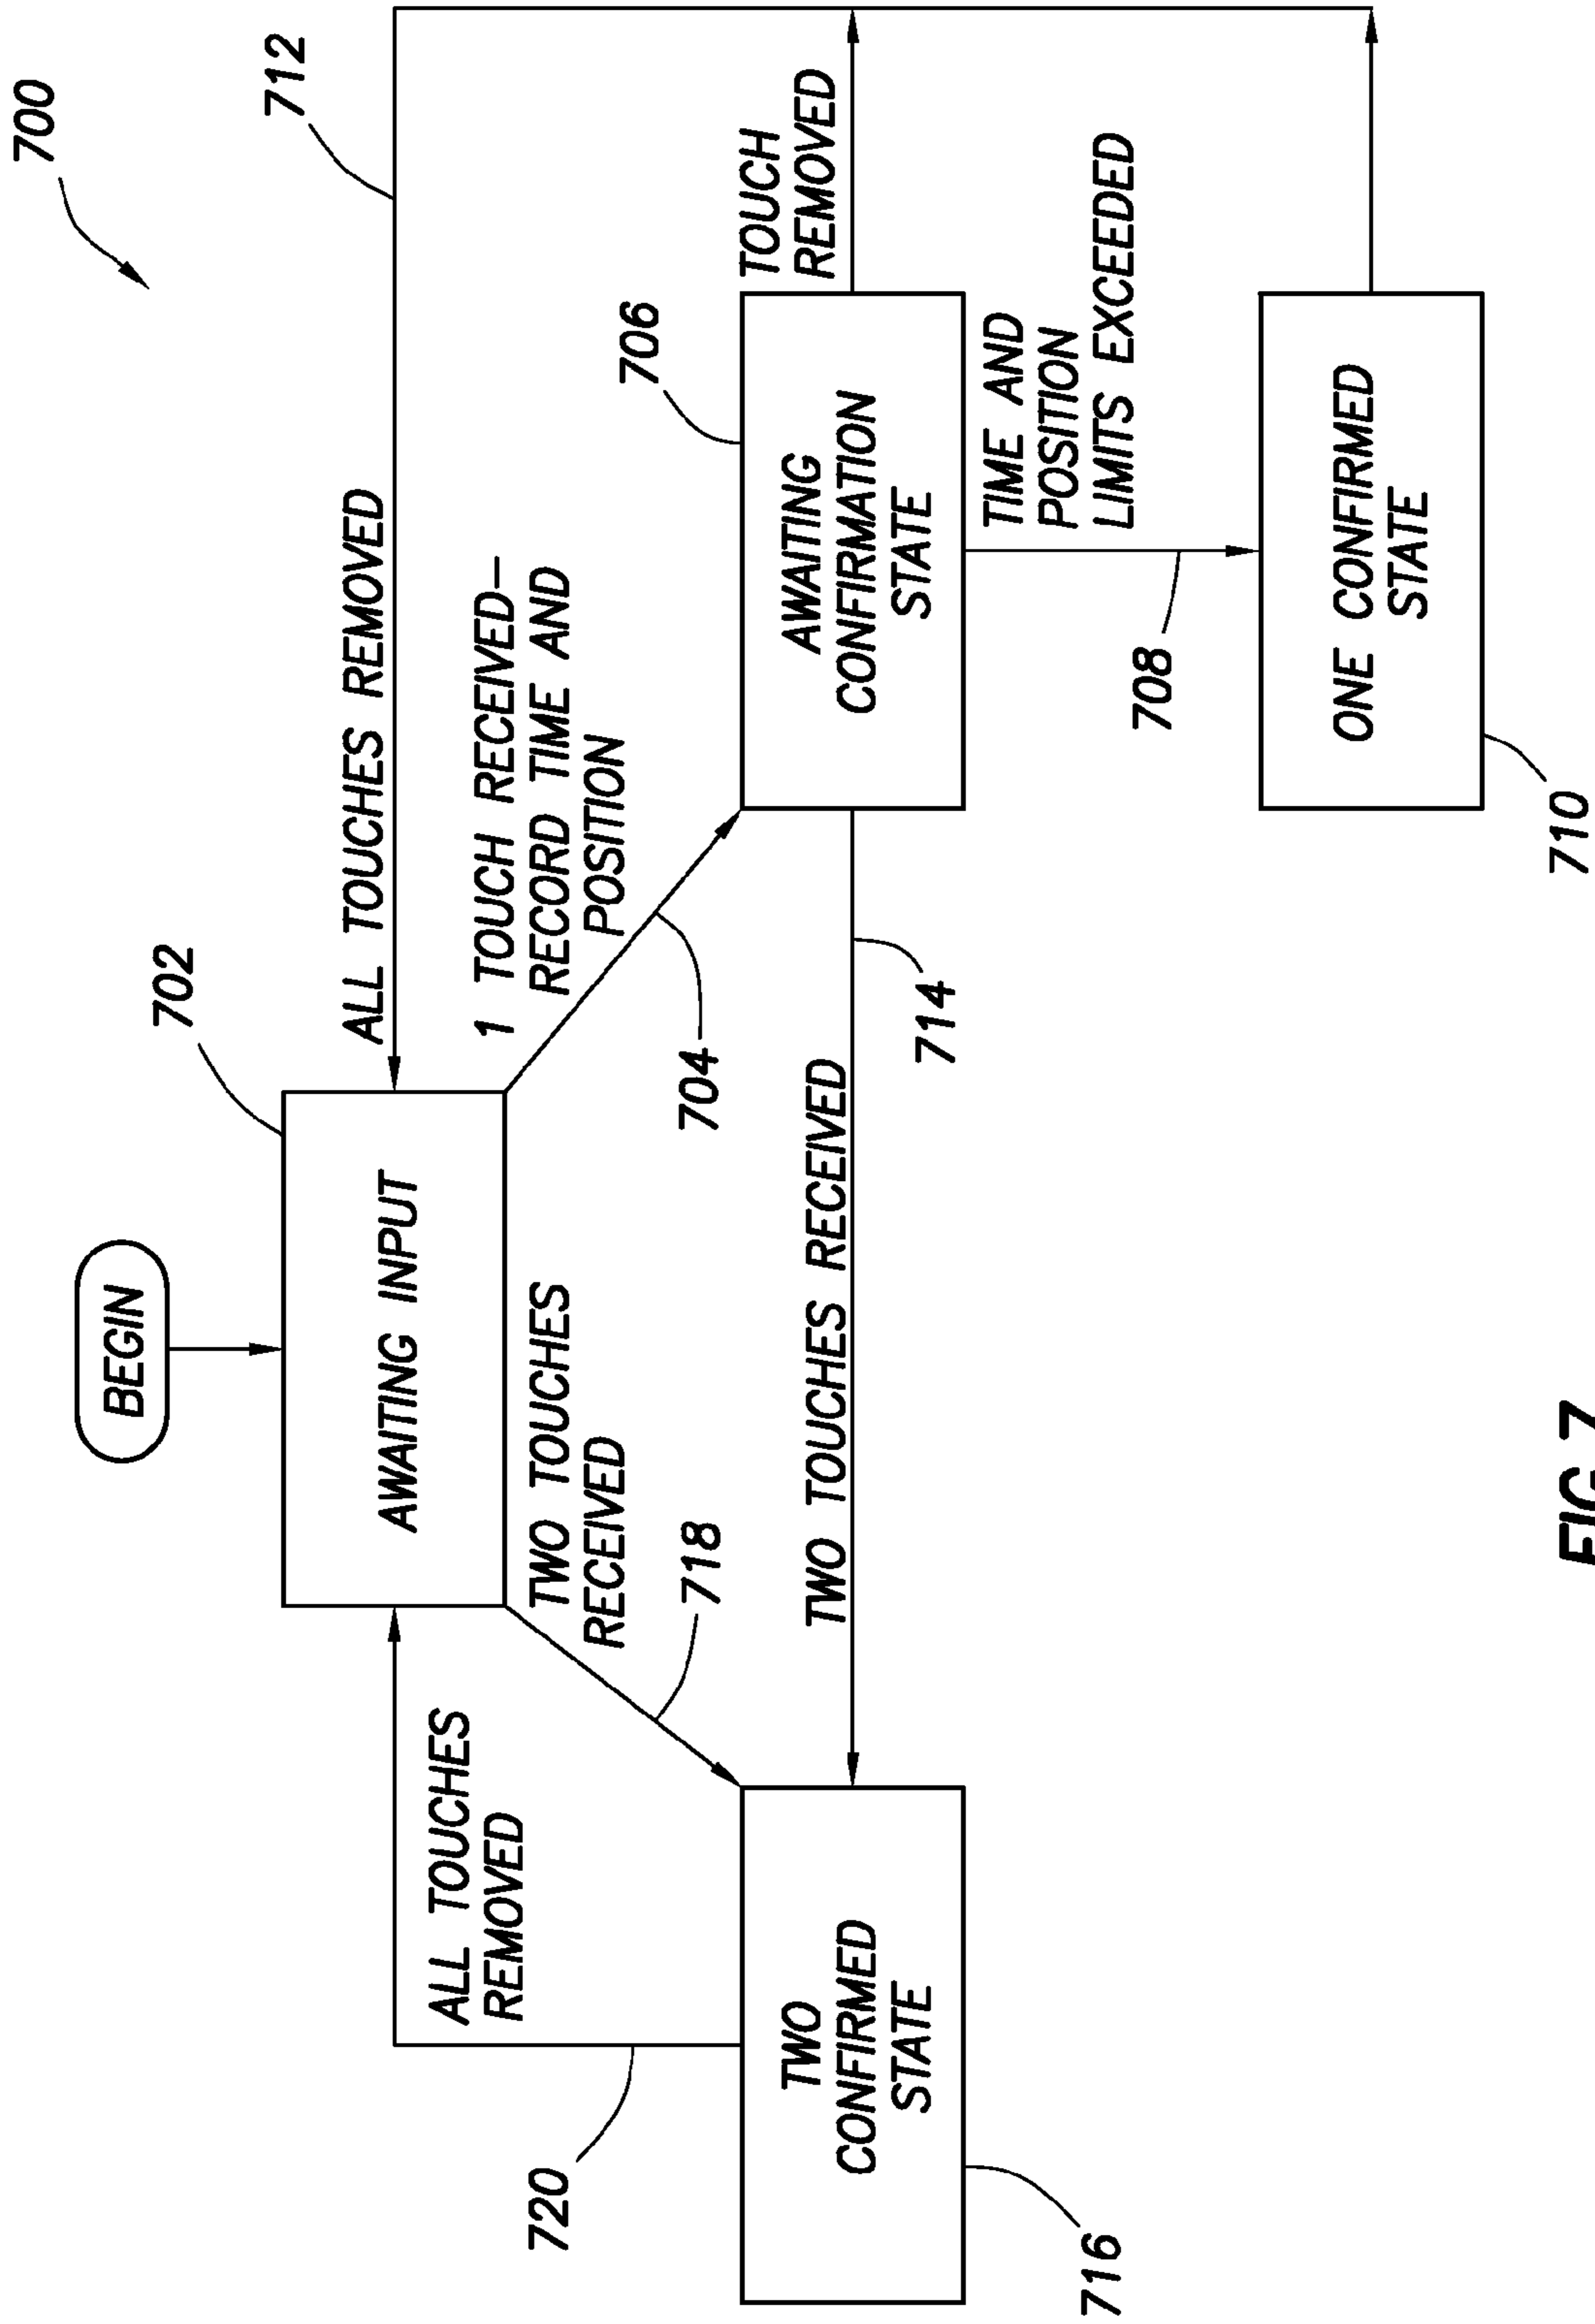 700
BEGIN
702
712
AWAITING INPUT
ALL TOUCHES REMOVED
ALL TOUCHES
REMOVED
720
TWO TOUCHES
RECEIVED
718
1 TOUCH RECEIVED—
RECORD TIME AND
POSITION
704
706
TOUCH
REMOVED
TWO
CONFIRMED
STATE
716
TWO TOUCHES RECEIVED
714
AWAITING
CONFIRMATION
STATE
TIME AND
POSITION
LIMITS EXCEEDED
708
ONE CONFIRMED
STATE
710
FIG.7